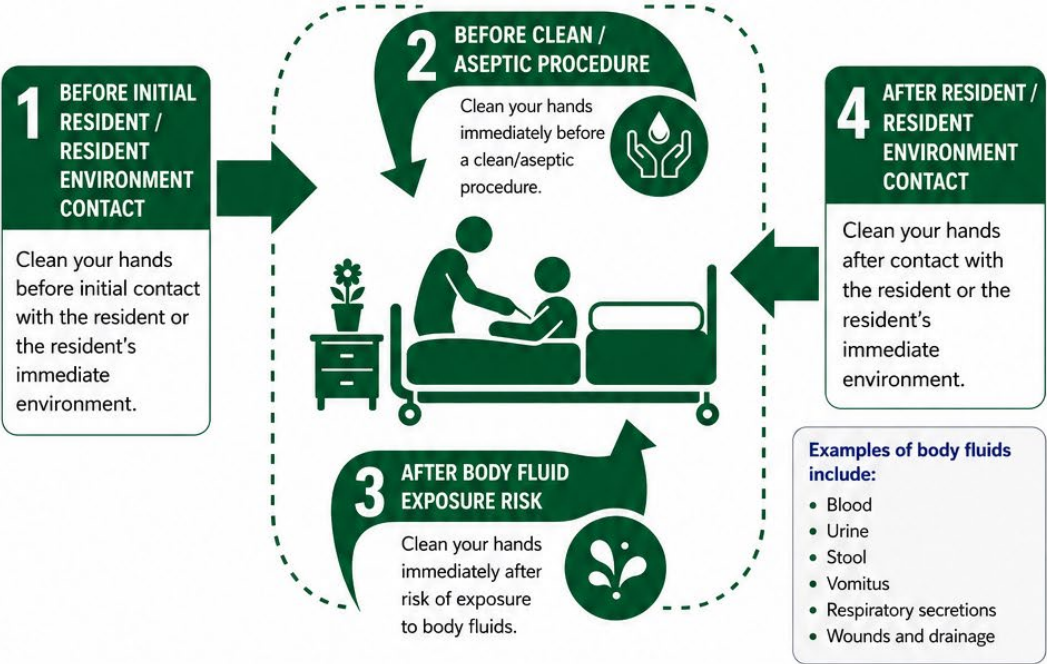 1
BEFORE INITIAL
RESIDENT /
RESIDENT
ENVIRONMENT
CONTACT
Clean your hands
before initial contact
with the resident or
the resident's
immediate
environment.
2
BEFORE CLEAN /
ASEPTIC PROCEDURE
Clean your hands
immediately before
a clean/aseptic
procedure.
3
AFTER BODY FLUID
EXPOSURE RISK
Clean your hands
immediately after
risk of exposure
to body fluids.
4
AFTER RESIDENT /
RESIDENT
ENVIRONMENT
CONTACT
Clean your hands
after contact with
the resident or the
resident's
immediate
environment.
Examples of body fluids
include:
• Blood
• Urine
• Stool
• Vomitus
• Respiratory secretions
• Wounds and drainage